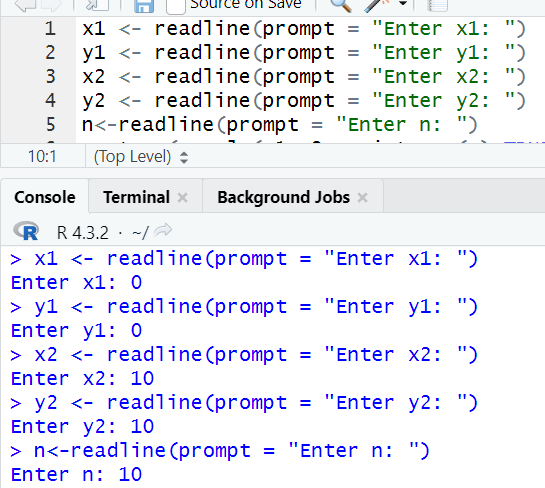 Source on Save
1 x1 <- readline(prompt = "Enter x1: ")
2 y1 <- readline(prompt = "Enter y1: ")
3 x2 <- readline(prompt = "Enter x2: ")
4 y2 <- readline(prompt = "Enter y2: ")
5 n<-readline(prompt = "Enter n: ")
10:1 (Top Level)
Console Terminal Background Jobs
R R 4.3.2 · ~/
> x1 <- readline(prompt = "Enter x1: ")
Enter x1: 0
> y1 <- readline(prompt = "Enter y1: ")
Enter y1: 0
> x2 <- readline(prompt = "Enter x2: ")
Enter x2: 10
> y2 <- readline(prompt = "Enter y2: ")
Enter y2: 10
> n<-readline(prompt = "Enter n: ")
Enter n: 10